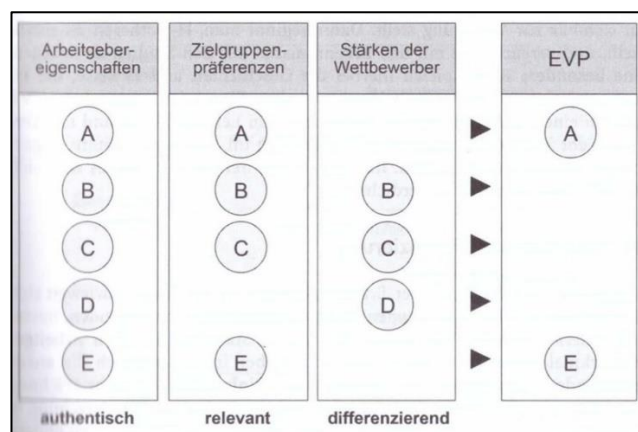 Arbeitgeber-
eigenschaften
Zielgruppen-
präferenzen
Stärken der
Wettbewerber
EVP
A A A
B B B
C C C
D D
E E E
authentisch relevant differenzierend